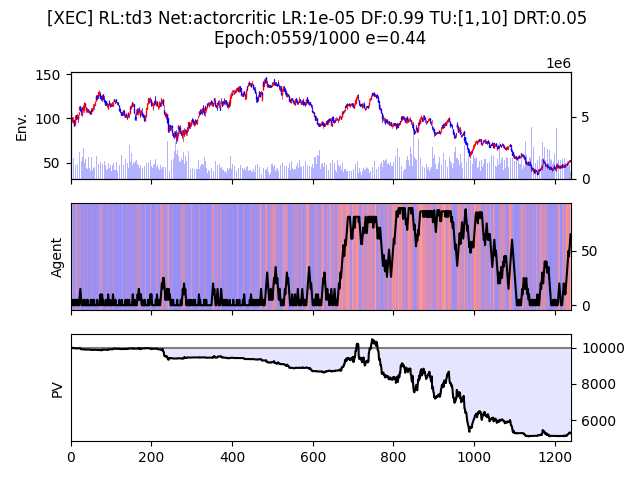 [XEC] RL:td3 Net:actorcritic LR:1e-05 DF:0.99 TU:[1,10] DRT:0.05
Epoch:0559/1000 e=0.44
1e6
150
100
50
Env.
5
0
Agent
50
0
PV
10000
8000
6000
0 200 400 600 800 1000 1200